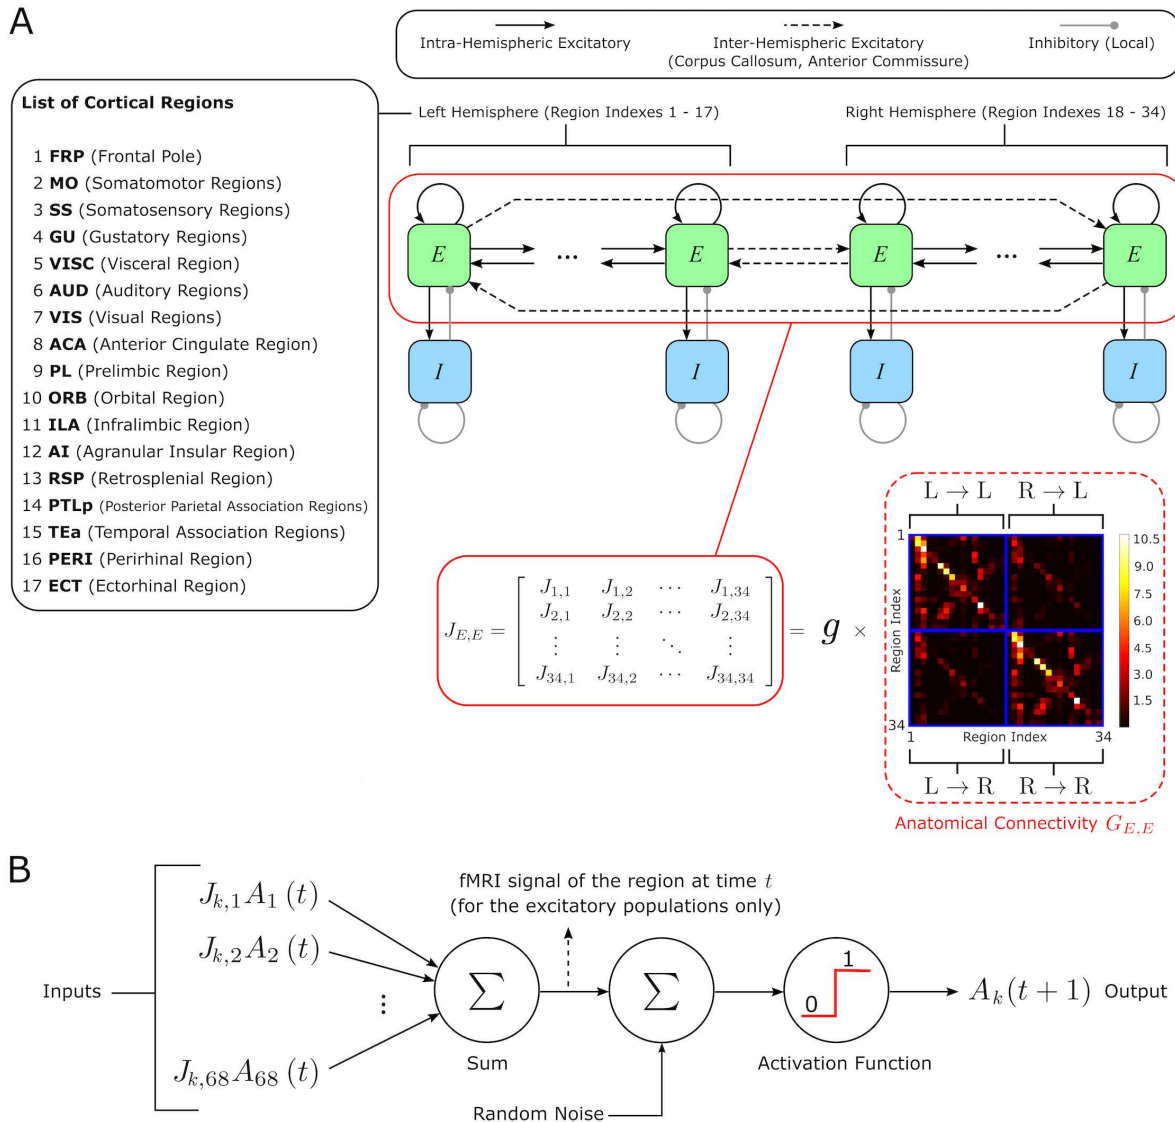 A
Intra-Hemispheric Excitatory
Inter-Hemispheric Excitatory
(Corpus Callosum, Anterior Commissure)
Inhibitory (Local)
List of Cortical Regions
1 FRP (Frontal Pole)
2 MO (Somatomotor Regions)
3 SS (Somatosensory Regions)
4 GU (Gustatory Regions)
5 VISC (Visceral Region)
6 AUD (Auditory Regions)
7 VIS (Visual Regions)
8 ACA (Anterior Cingulate Region)
9 PL (Prelimbic Region)
10 ORB (Orbital Region)
11 ILA (Infralimbic Region)
12 AI (Agranular Insular Region)
13 RSP (Retrosplenial Region)
14 PTLp (Posterior Parietal Association Regions)
15 TEa (Temporal Association Regions)
16 PERI (Perirhinal Region)
17 ECT (Ectorhinal Region)
Left Hemisphere (Region Indexes 1 - 17)
Right Hemisphere (Region Indexes 18 - 34)
E ... E E ... E
I I I I
L → L R → L
J_{E,E} = [ J_{1,1} J_{1,2} ⋯ J_{1,34}
J_{2,1} J_{2,2} ⋯ J_{2,34}
⋮ ⋮ ⋱ ⋮
J_{34,1} J_{34,2} ⋯ J_{34,34} ] = g ×
1
Region Index
34
1 Region Index 34
10.5
9.0
7.5
6.0
5.0
4.0
3.0
1.5
L → R R → R
Anatomical Connectivity G_{E,E}
B
Inputs
J_{k,1}A_1 (t)
J_{k,2}A_2 (t)
⋮
J_{k,68}A_{68} (t)
fMRI signal of the region at time t
(for the excitatory populations only)
Σ
Sum
Σ
Random Noise
0 1
Activation Function
A_k(t + 1) Output